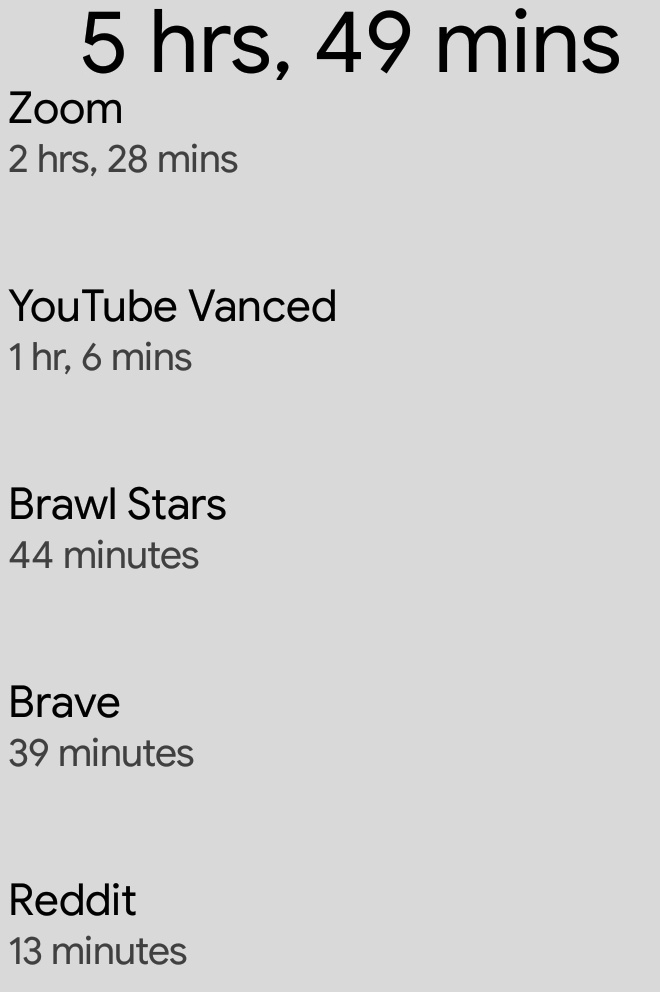 5 hrs, 49 mins
Zoom
2 hrs, 28 mins
YouTube Vanced
1 hr, 6 mins
Brawl Stars
44 minutes
Brave
39 minutes
Reddit
13 minutes